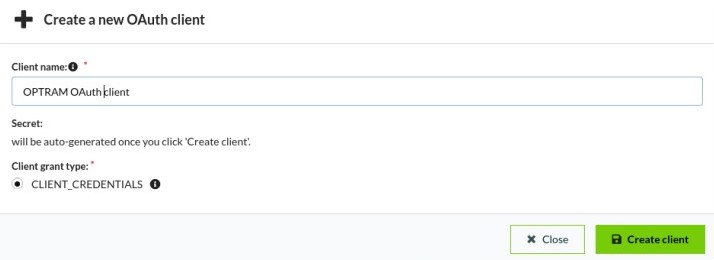 Create a new OAuth client
Client name: *
OPTRAM OAuth client
Secret:
will be auto-generated once you click 'Create client'.
Client grant type: *
CLIENT_CREDENTIALS
Close
Create client